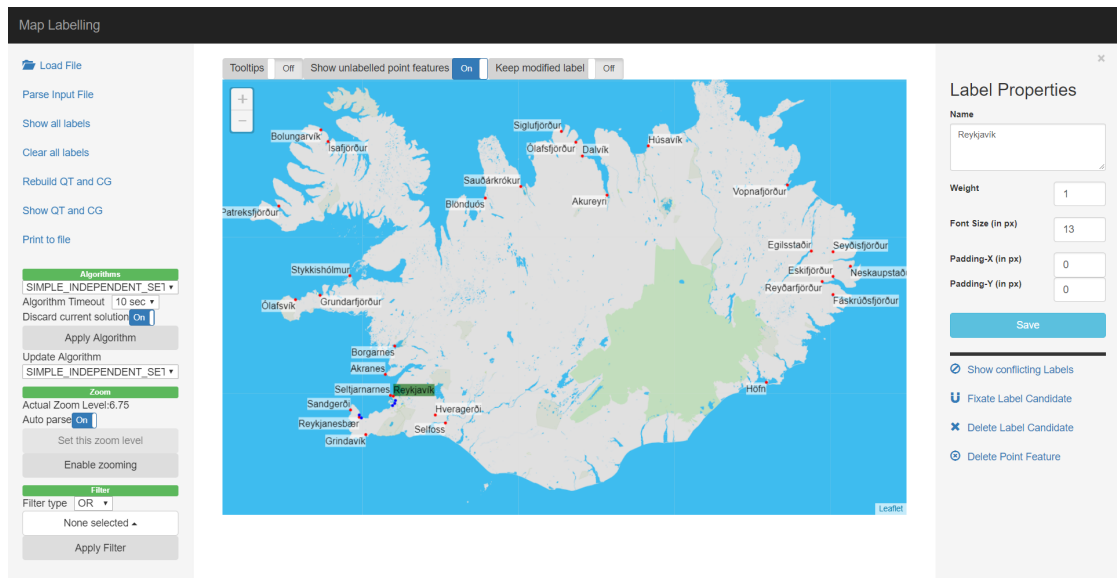 Map Labelling
Load File
Parse Input File
Show all labels
Clear all labels
Rebuild QT and CG
Show QT and CG
Print to file
Algorithms
SIMPLE_INDEPENDENT_SET
Algorithm Timeout 10 sec
Discard current solution On
Apply Algorithm
Update Algorithm
SIMPLE_INDEPENDENT_SET
Zoom
Actual Zoom Level:6.75
Auto parse On
Set this zoom level
Enable zooming
Filter
Filter type OR
None selected
Apply Filter
Tooltips Off Show unlabelled point features On Keep modified label Off
+
−
Siglufjörður
Bolungarvík
Ísafjörður
Ólafsfjörður
Dalvík
Húsavík
Sauðárkrókur
Vopnafjörður
Blönduós
Akureyri
Patreksfjörður
Egilsstaðir
Seyðisfjörður
Stykkishólmur
Eskifjörður
Neskaupstað
Reyðarfjörður
Ólafsvík
Grundarfjörður
Fáskrúðsfjörður
Borgarnes
Akranes
Seltjarnarnes
Reykjavík
Höfn
Sandgerði
Hveragerði
Reykjanesbær
Selfoss
Grindavík
Leaflet
×
Label Properties
Name
Reykjavík
Weight
1
Font Size (in px)
13
Padding-X (in px)
0
Padding-Y (in px)
0
Save
Show conflicting Labels
Fixate Label Candidate
Delete Label Candidate
Delete Point Feature